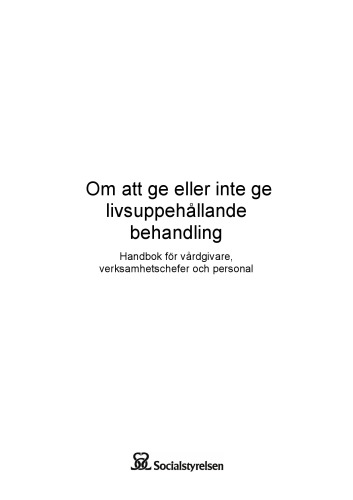 Om att ge eller inte ge
livsuppehållande
behandling
Handbok för vårdgivare,
verksamhetschefer och personal
Socialstyrelsen